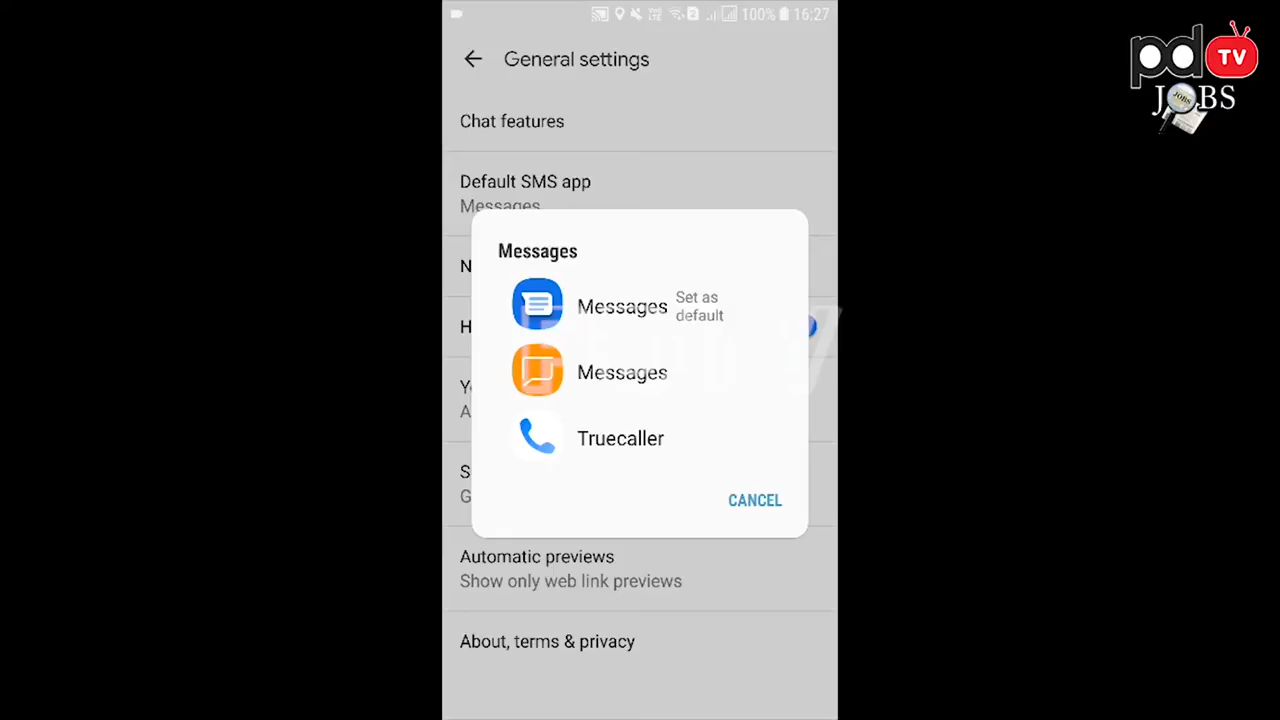 100% 16:27
General settings
Chat features
Default SMS app
Messages
Messages
Messages
Set as
default
Messages
Truecaller
CANCEL
Automatic previews
Show only web link previews
About, terms & privacy
pd TV
JOBS